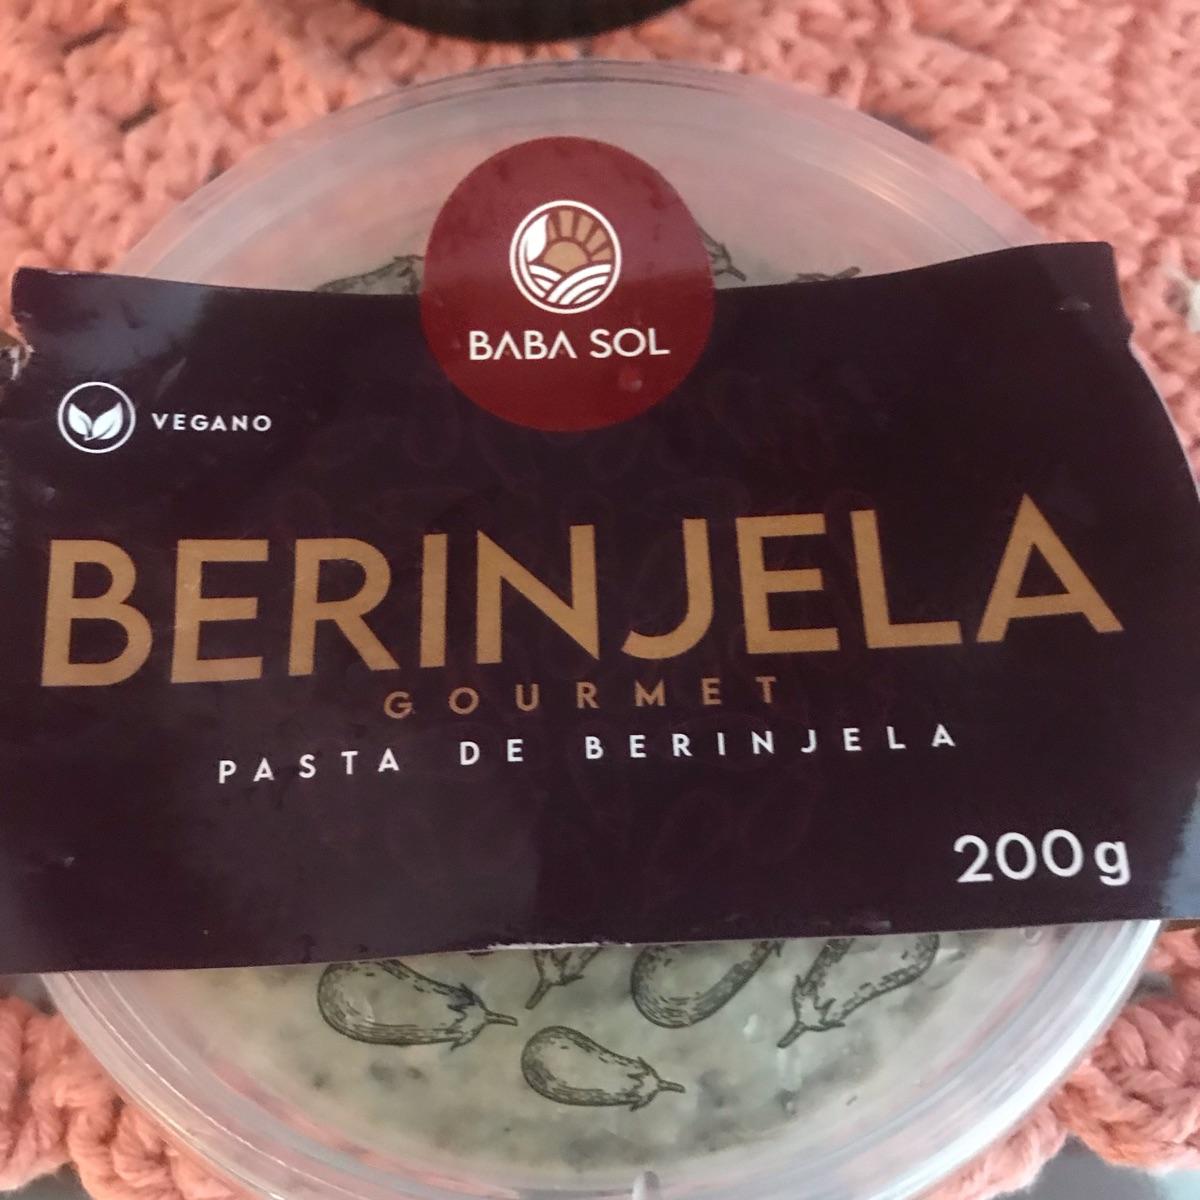 BABA SOL
VEGANO
BERINJELA
GOURMET
PASTA DE BERINJELA
200g